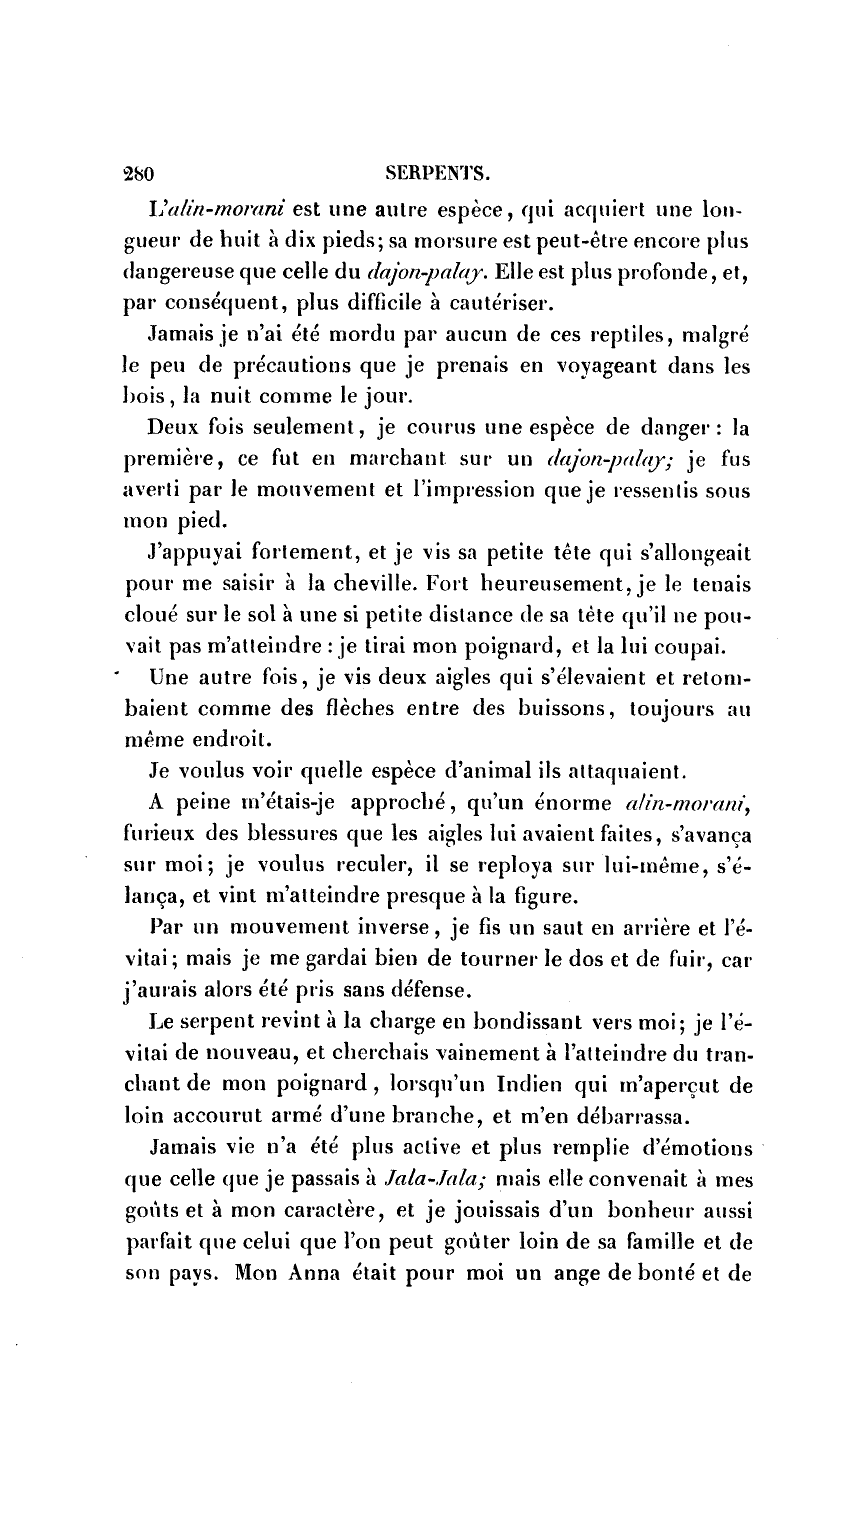 280 SERPENTS.
L'alin-morani est une autre espèce, qui acquiert une lon-
gueur de huit à dix pieds; sa morsure est peut-être encore plus
dangereuse que celle du dajon-palay. Elle est plus profonde, et,
par conséquent, plus difficile à cautériser.
Jamais je n'ai été mordu par aucun de ces reptiles, malgré
le peu de précautions que je prenais en voyageant dans les
bois, la nuit comme le jour.
Deux fois seulement, je courus une espèce de danger : la
première, ce fut en marchant sur un dajon-palay; je fus
averti par le mouvement et l'impression que je ressentis sous
mon pied.
J'appuyai fortement, et je vis sa petite tête qui s'allongeait
pour me saisir à la cheville. Fort heureusement, je le tenais
cloué sur le sol à une si petite distance de sa tête qu'il ne pou-
vait pas m'atteindre : je tirai mon poignard, et la lui coupai.
Une autre fois, je vis deux aigles qui s'élevaient et retom-
baient comme des flèches entre des buissons, toujours au
même endroit.
Je voulus voir quelle espèce d'animal ils attaquaient.
A peine m'étais-je approché, qu'un énorme alin-morani,
furieux des blessures que les aigles lui avaient faites, s'avança
sur moi; je voulus reculer, il se reploya sur lui-même, s'é-
lança, et vint m'atteindre presque à la figure.
Par un mouvement inverse, je fis un saut en arrière et l'é-
vitai; mais je me gardai bien de tourner le dos et de fuir, car
j'aurais alors été pris sans défense.
Le serpent revint à la charge en bondissant vers moi; je l'é-
vitai de nouveau, et cherchais vainement à l'atteindre du tran-
chant de mon poignard, lorsqu'un Indien qui m'aperçut de
loin accourut armé d'une branche, et m'en débarrassa.
Jamais vie n'a été plus active et plus remplie d'émotions
que celle que je passais à Jala-Jala; mais elle convenait à mes
goûts et à mon caractère, et je jouissais d'un bonheur aussi
parfait que celui que l'on peut goûter loin de sa famille et de
son pays. Mon Anna était pour moi un ange de bonté et de